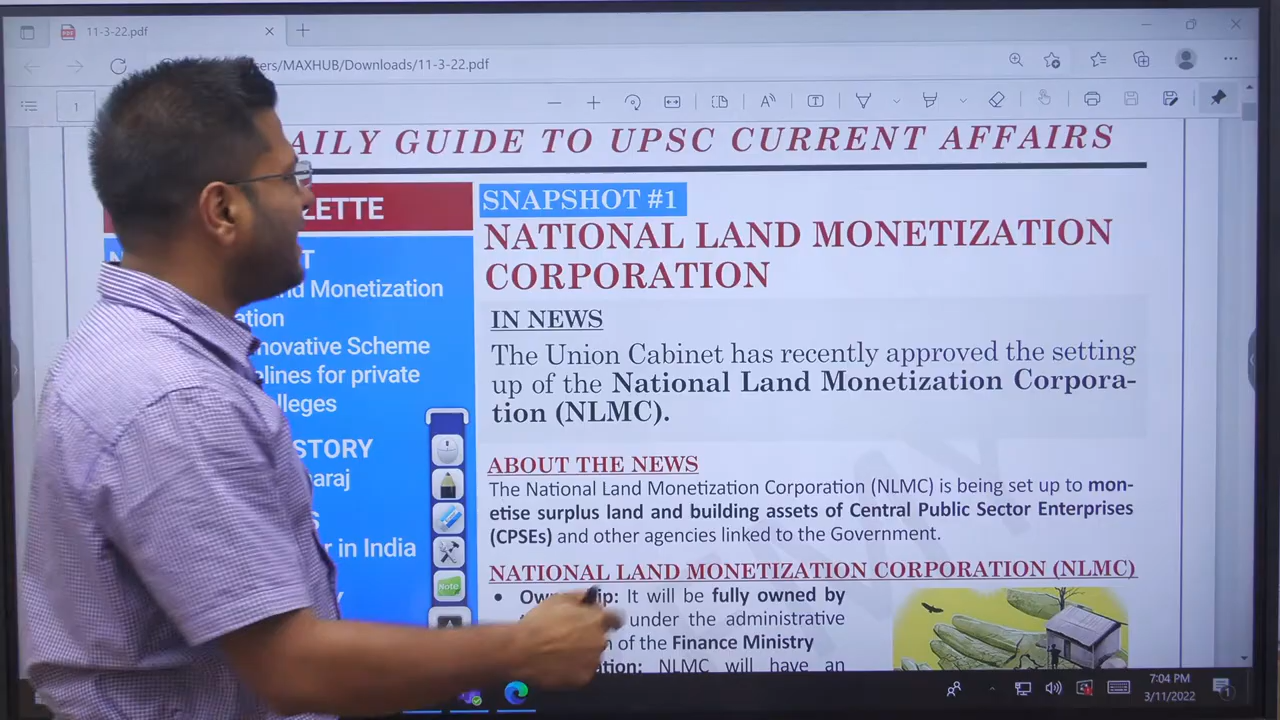 11-3-22.pdf
ers/MAXHUB/Downloads/11-3-22.pdf
1
AILY GUIDE TO UPSC CURRENT AFFAIRS
LETTE
T
nd Monetization
ation
novative Scheme
elines for private
lleges
STORY
araj
S
r in India
Y
Note
SNAPSHOT #1
NATIONAL LAND MONETIZATION
CORPORATION
IN NEWS
The Union Cabinet has recently approved the setting
up of the National Land Monetization Corpora-
tion (NLMC).
ABOUT THE NEWS
The National Land Monetization Corporation (NLMC) is being set up to mon-
etise surplus land and building assets of Central Public Sector Enterprises
(CPSEs) and other agencies linked to the Government.
NATIONAL LAND MONETIZATION CORPORATION (NLMC)
• Ownership: It will be fully owned by
under the administrative
n of the Finance Ministry
tion: NLMC will have an
7:04 PM
3/11/2022